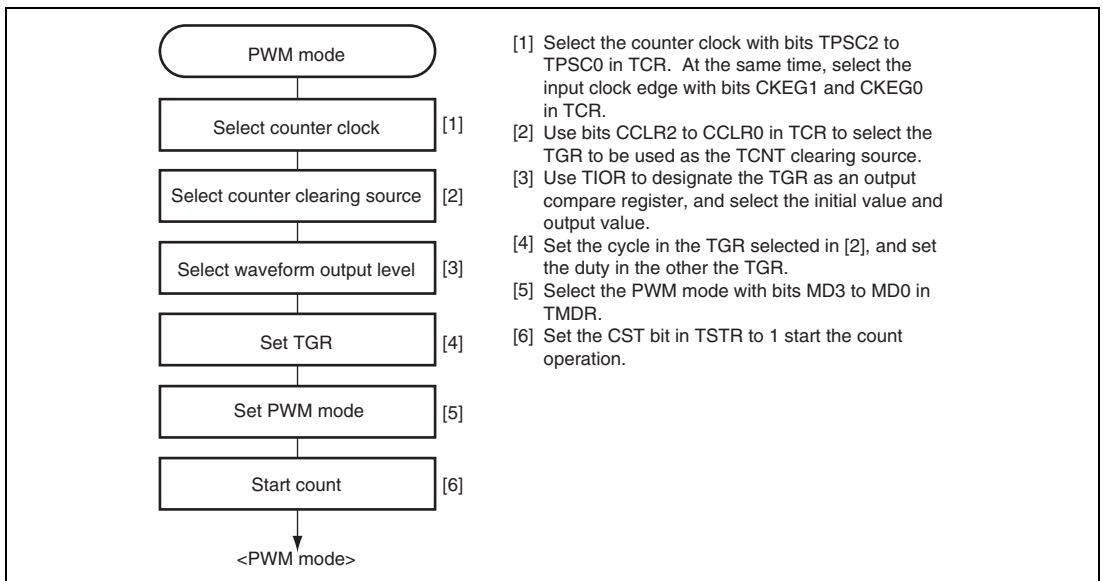 PWM mode
Select counter clock
[1]
Select counter clearing source
[2]
Select waveform output level
[3]
Set TGR
[4]
Set PWM mode
[5]
Start count
[6]
<PWM mode>
[1] Select the counter clock with bits TPSC2 to
TPSC0 in TCR. At the same time, select the
input clock edge with bits CKEG1 and CKEG0
in TCR.
[2] Use bits CCLR2 to CCLR0 in TCR to select the
TGR to be used as the TCNT clearing source.
[3] Use TIOR to designate the TGR as an output
compare register, and select the initial value and
output value.
[4] Set the cycle in the TGR selected in [2], and set
the duty in the other the TGR.
[5] Select the PWM mode with bits MD3 to MD0 in
TMDR.
[6] Set the CST bit in TSTR to 1 start the count
operation.